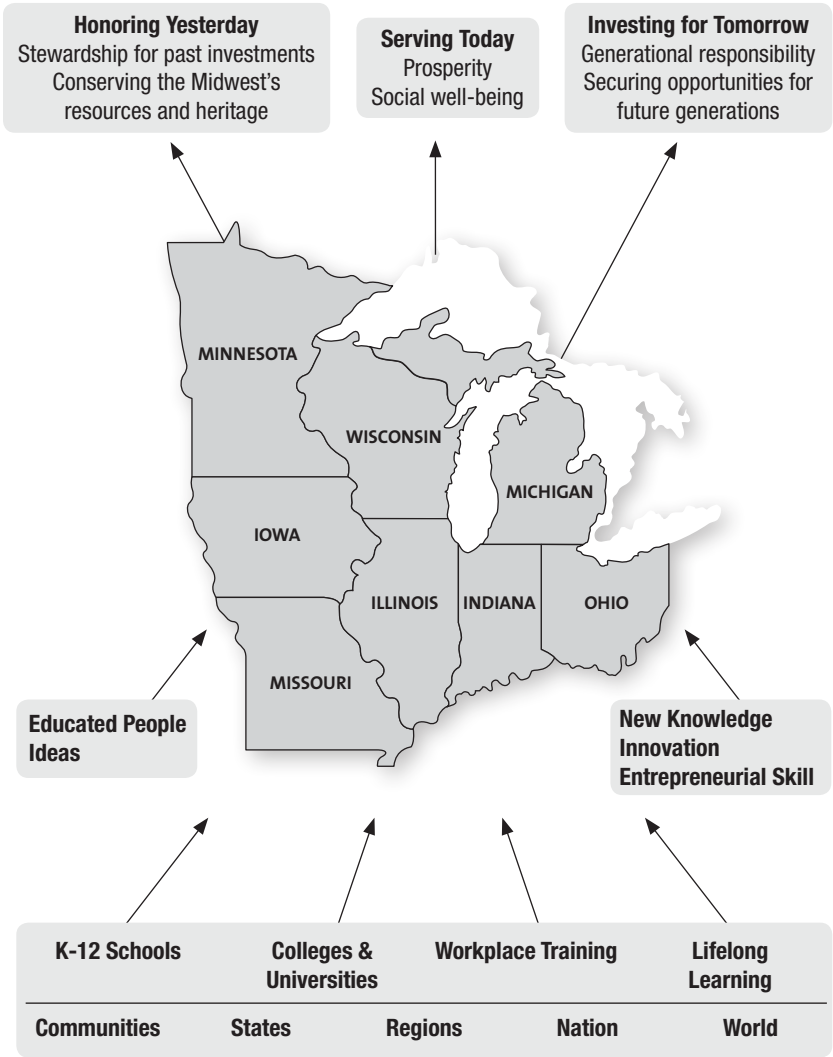 Honoring Yesterday
Stewardship for past investments
Conserving the Midwest's
resources and heritage
Serving Today
Prosperity
Social well-being
Investing for Tomorrow
Generational responsibility
Securing opportunities for
future generations
MINNESOTA
WISCONSIN
MICHIGAN
IOWA
ILLINOIS
INDIANA
OHIO
MISSOURI
Educated People
Ideas
New Knowledge
Innovation
Entrepreneurial Skill
K-12 Schools
Colleges &
Universities
Workplace Training
Lifelong
Learning
Communities
States
Regions
Nation
World